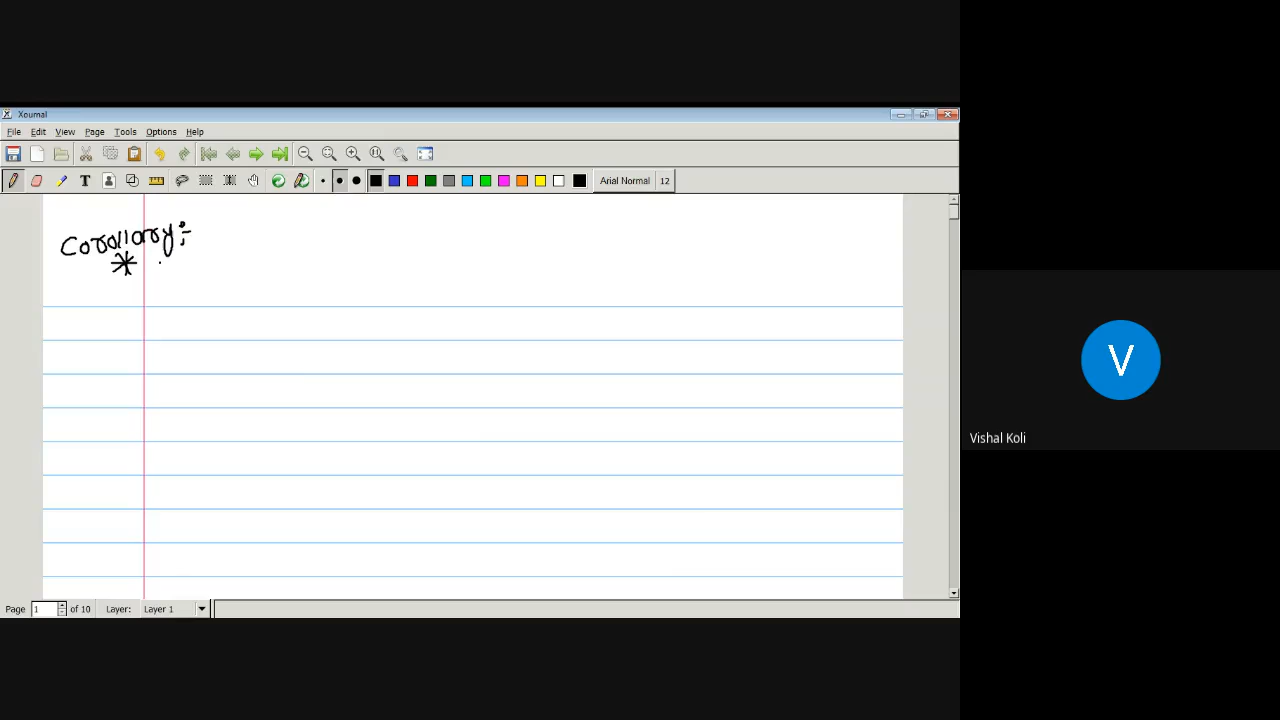 Xournal
File Edit View Page Tools Options Help
T Arial Normal 12
Corollary:-
*
V
Vishal Koli
Page 1 of 10 Layer: Layer 1